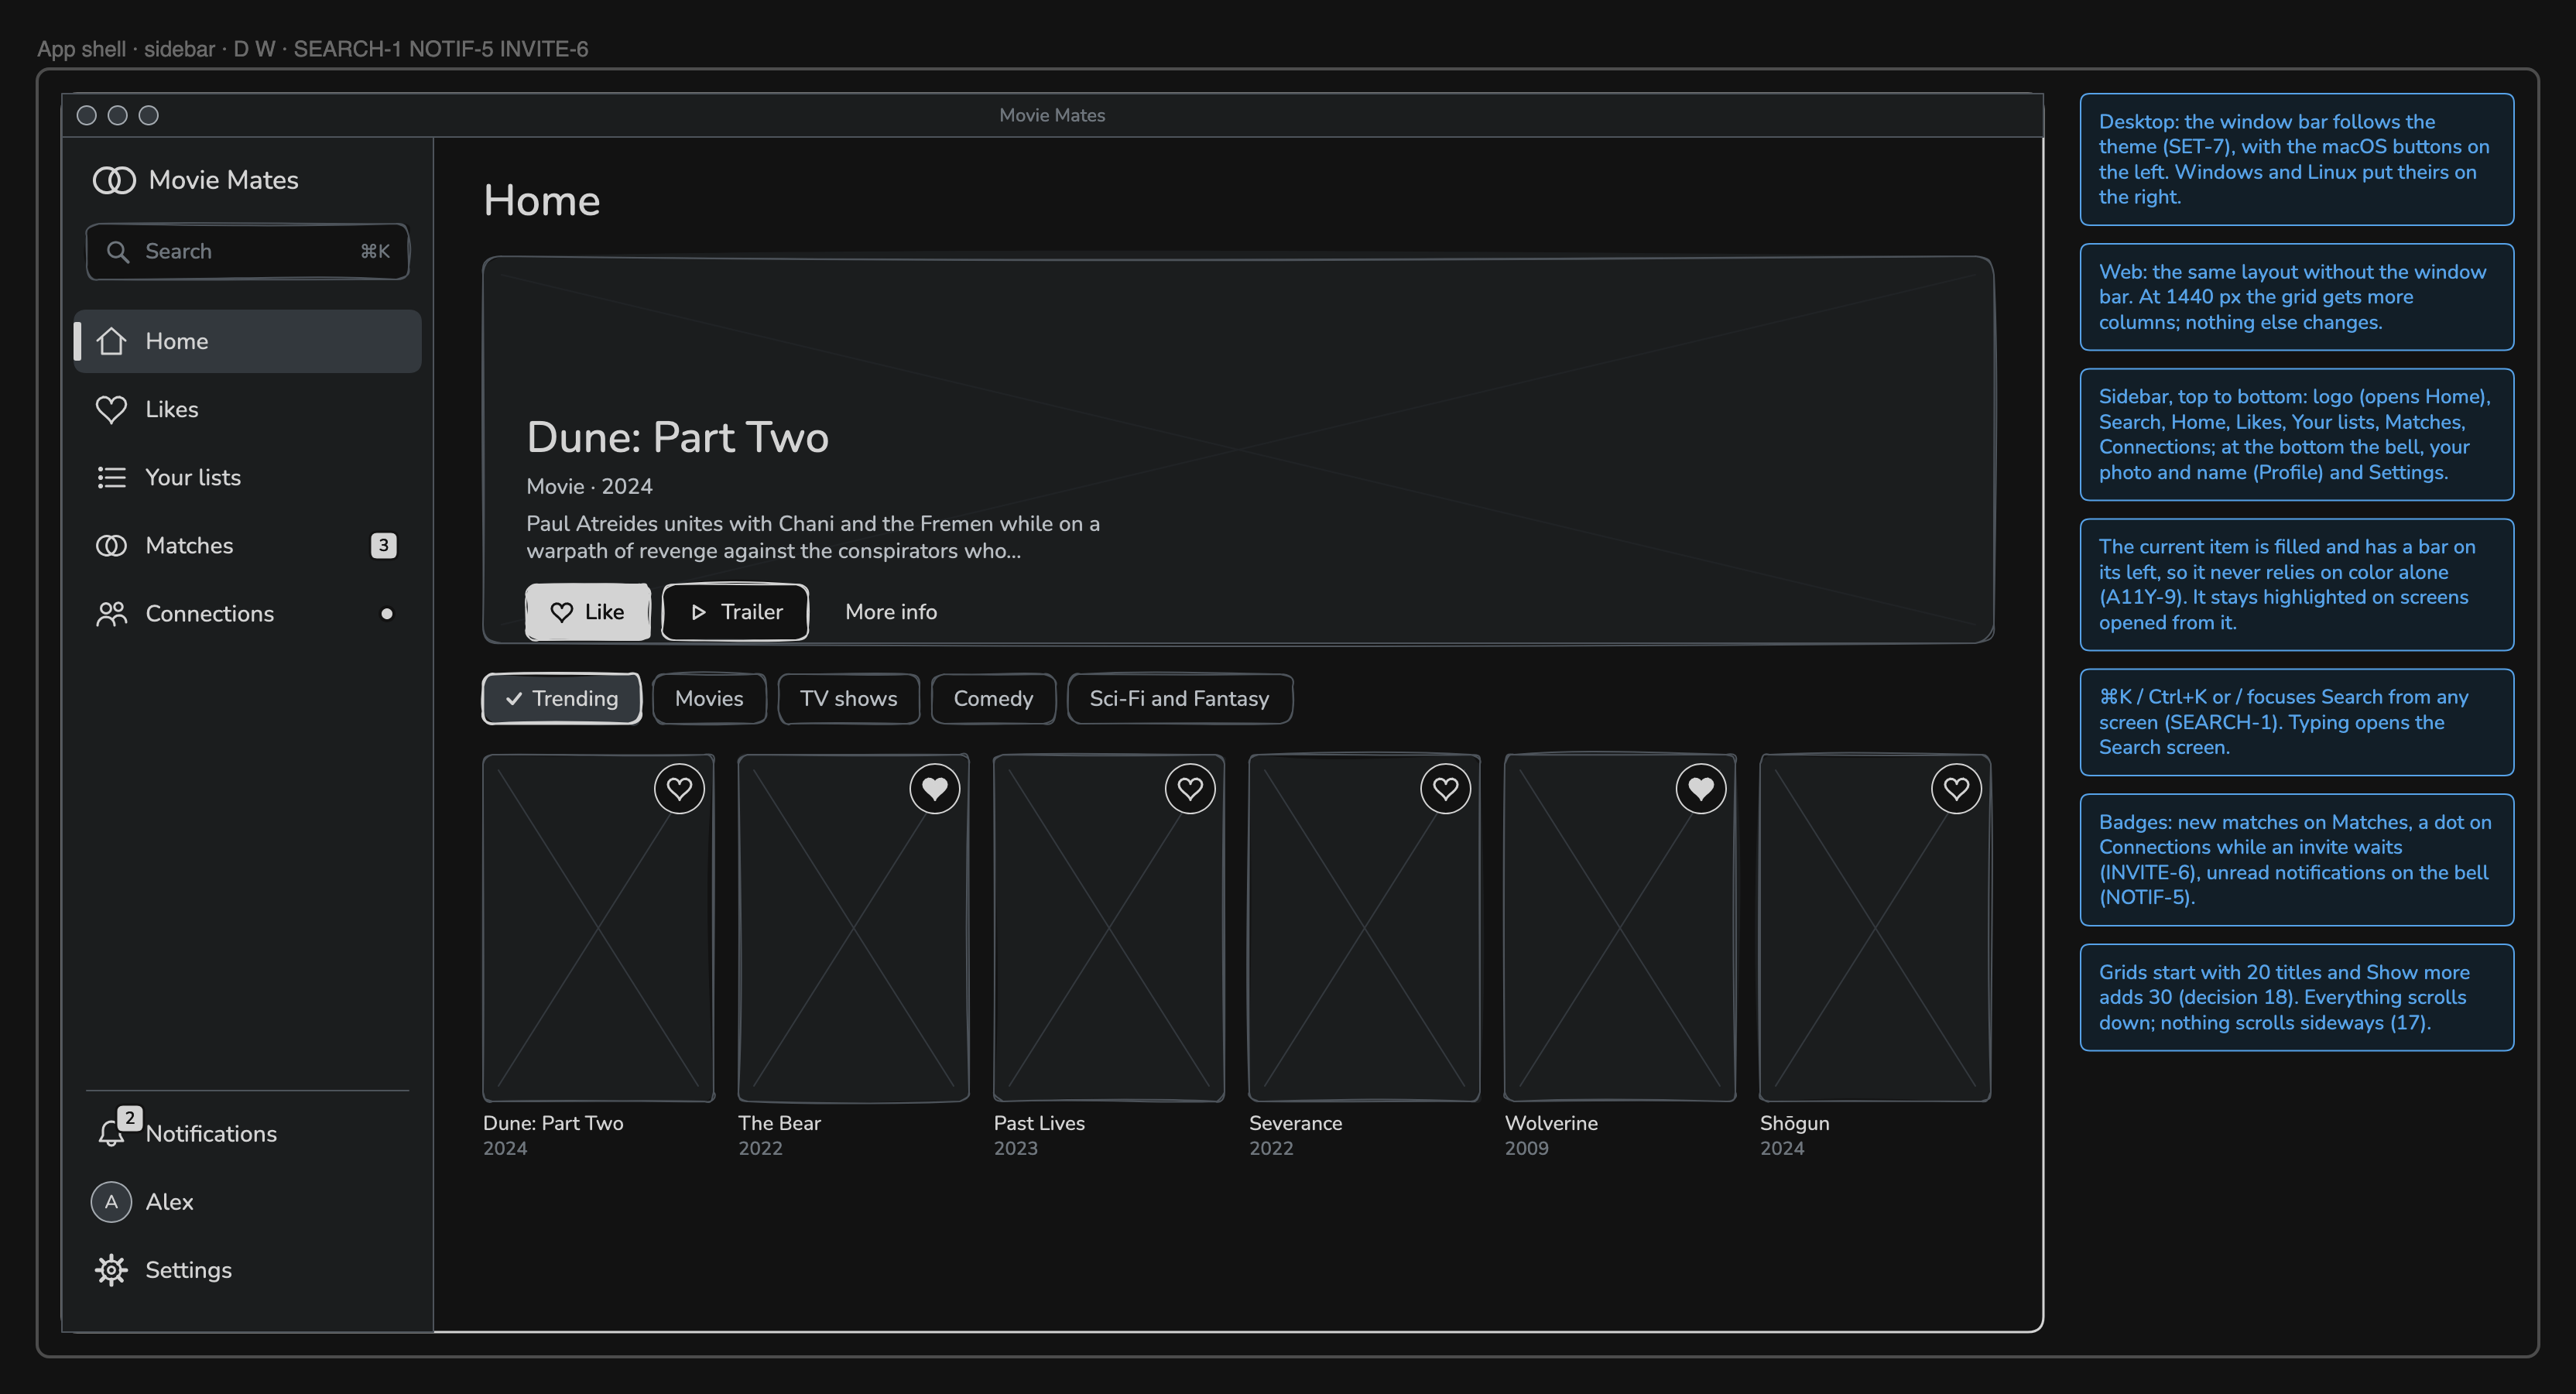 App shell · sidebar · D W · SEARCH-1 NOTIF-5 INVITE-6
Movie Mates
Movie Mates
Search ⌘K
Home
Likes
Your lists
Matches 3
Connections
2
Notifications
A Alex
Settings
Home
Dune: Part Two
Movie · 2024
Paul Atreides unites with Chani and the Fremen while on a
warpath of revenge against the conspirators who...
Like Trailer More info
Trending Movies TV shows Comedy Sci-Fi and Fantasy
Dune: Part Two The Bear Past Lives Severance Wolverine Shōgun
2024 2022 2023 2022 2009 2024
Desktop: the window bar follows the
theme (SET-7), with the macOS buttons on
the left. Windows and Linux put theirs on
the right.
Web: the same layout without the window
bar. At 1440 px the grid gets more
columns; nothing else changes.
Sidebar, top to bottom: logo (opens Home),
Search, Home, Likes, Your lists, Matches,
Connections; at the bottom the bell, your
photo and name (Profile) and Settings.
The current item is filled and has a bar on
its left, so it never relies on color alone
(A11Y-9). It stays highlighted on screens
opened from it.
⌘K / Ctrl+K or / focuses Search from any
screen (SEARCH-1). Typing opens the
Search screen.
Badges: new matches on Matches, a dot on
Connections while an invite waits
(INVITE-6), unread notifications on the bell
(NOTIF-5).
Grids start with 20 titles and Show more
adds 30 (decision 18). Everything scrolls
down; nothing scrolls sideways (17).